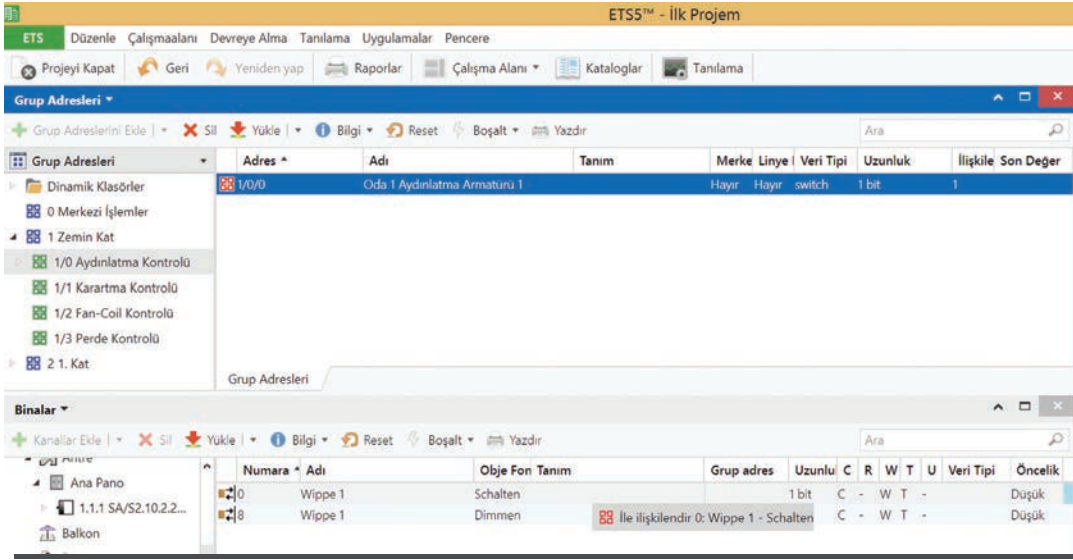 ETS5™ - İlk Projem
ETS Düzenle Çalışmaalanı Devreye Alma Tanılama Uygulamalar Pencere
Projeyi Kapat Geri Yeniden yap Raporlar Çalışma Alanı Kataloglar Tanılama
Grup Adresleri
Grup Adreslerini Ekle Sil Yükle Bilgi Reset Boşalt Yazdır Ara
Grup Adresleri Adres Adı Tanım Merke Linye Veri Tipi Uzunluk İlişkile Son Değer
Dinamik Klasörler 1/0/0 Oda 1 Aydınlatma Armatürü 1 Hayır Hayır switch 1 bit 1
0 Merkezi İşlemler
1 Zemin Kat
1/0 Aydınlatma Kontrolü
1/1 Karartma Kontrolü
1/2 Fan-Coil Kontrolü
1/3 Perde Kontrolü
2 1. Kat
Grup Adresleri
Binalar
Kanallar Ekle Sil Yükle Bilgi Reset Boşalt Yazdır Ara
Numara Adı Obje Fon Tanım Grup adres Uzunlu C R W T U Veri Tipi Öncelik
Ana Pano
0 Wippe 1 Schalten 1 bit C - W T - Düşük
1.1.1 SA/S2.10.2.2...
8 Wippe 1 Dimmen İle ilişkilendir 0: Wippe 1 - Schalten C - W T - Düşük
Balkon